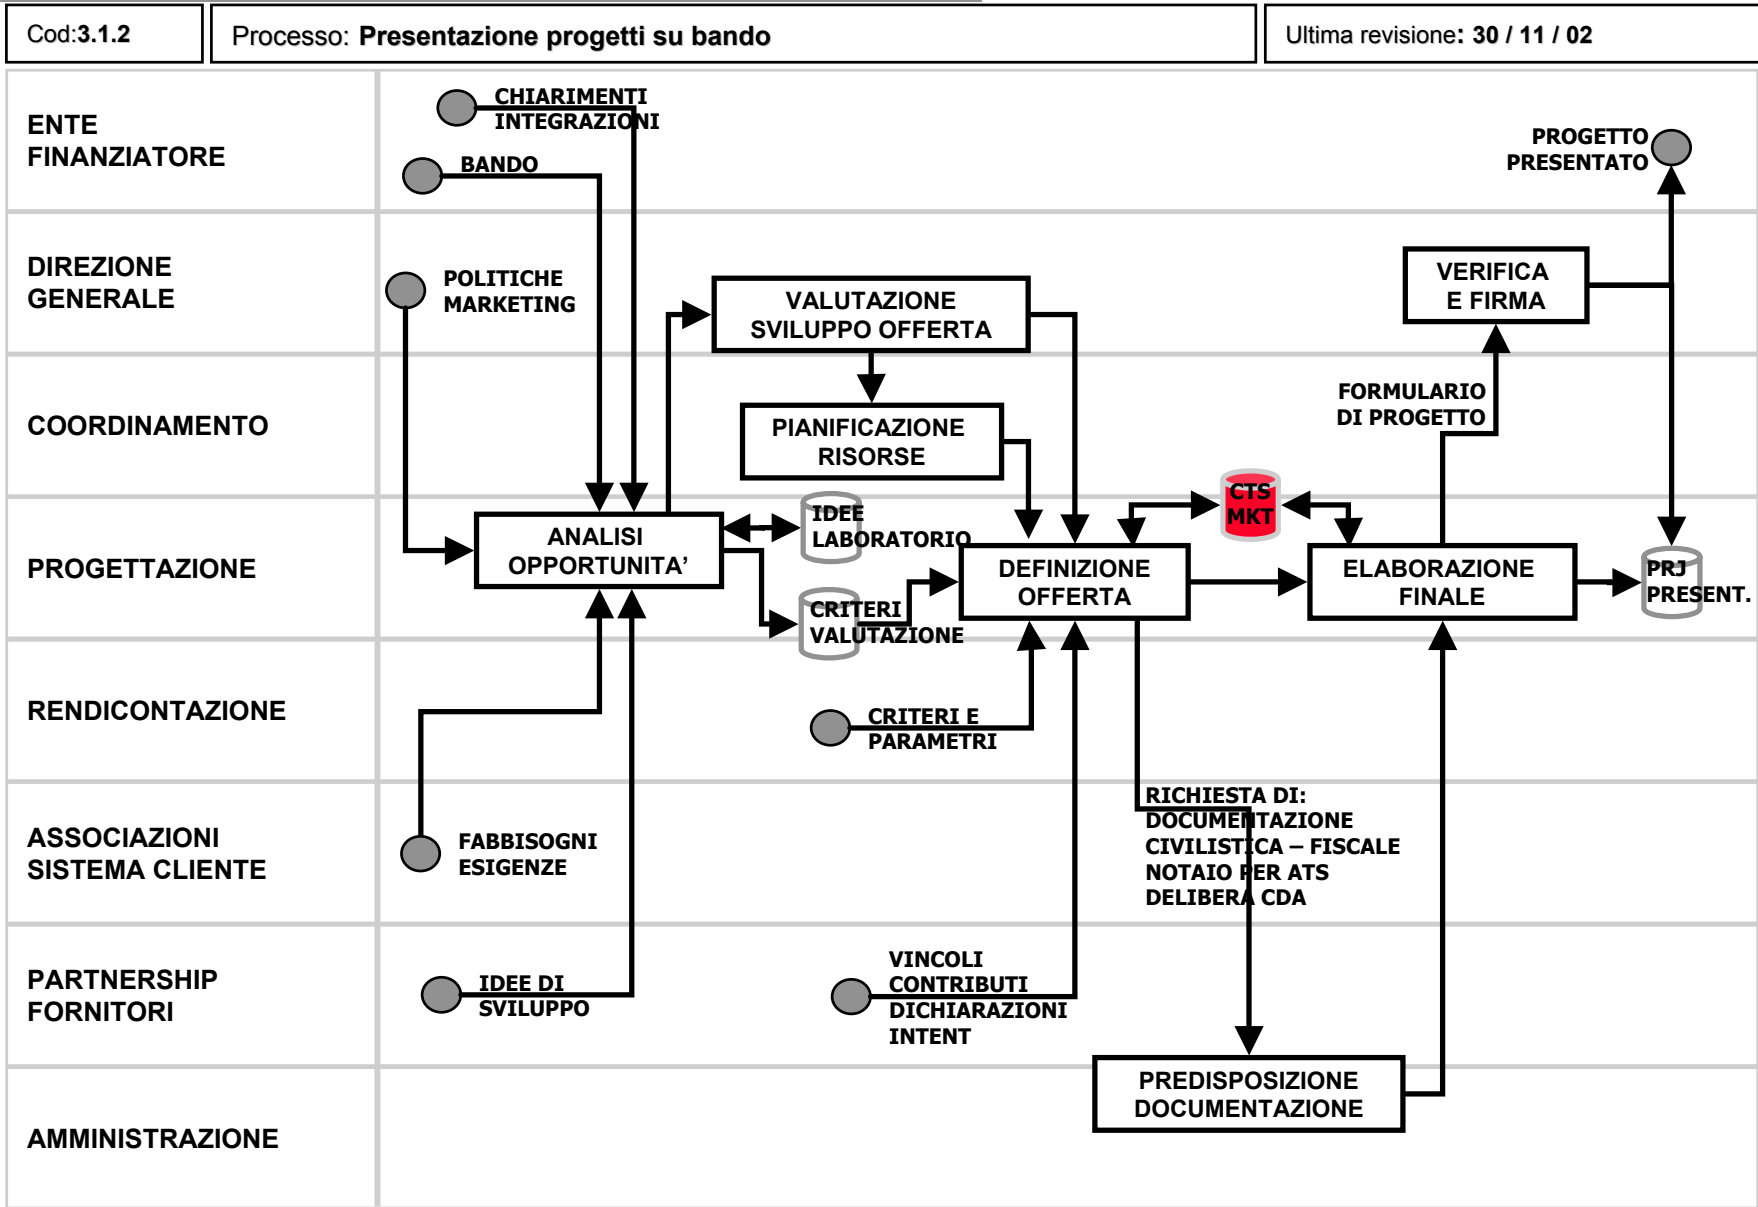 Cod:3.1.2
Processo: Presentazione progetti su bando
Ultima revisione: 30 / 11 / 02
ENTE
FINANZIATORE
CHIARIMENTI
INTEGRAZIONI
BANDO
PROGETTO
PRESENTATO
DIREZIONE
GENERALE
POLITICHE
MARKETING
VALUTAZIONE
SVILUPPO OFFERTA
VERIFICA
E FIRMA
COORDINAMENTO
PIANIFICAZIONE
RISORSE
FORMULARIO
DI PROGETTO
PROGETTAZIONE
ANALISI
OPPORTUNITA’
IDEE
LABORATORIO
CRITERI
VALUTAZIONE
DEFINIZIONE
OFFERTA
CTS
MKT
ELABORAZIONE
FINALE
PRJ
PRESENT.
RENDICONTAZIONE
CRITERI E
PARAMETRI
ASSOCIAZIONI
SISTEMA CLIENTE
FABBISOGNI
ESIGENZE
RICHIESTA DI:
DOCUMENTAZIONE
CIVILISTICA – FISCALE
NOTAIO PER ATS
DELIBERA CDA
PARTNERSHIP
FORNITORI
IDEE DI
SVILUPPO
VINCOLI
CONTRIBUTI
DICHIARAZIONI
INTENT
AMMINISTRAZIONE
PREDISPOSIZIONE
DOCUMENTAZIONE